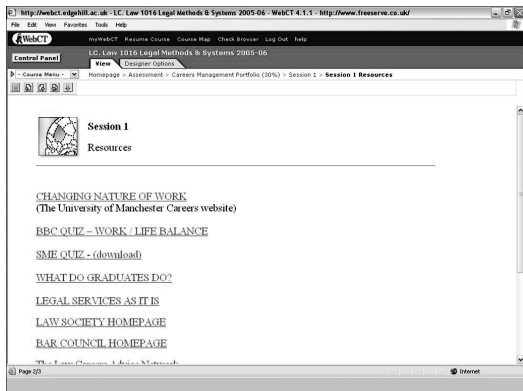 http://webct.edgehill.ac.uk - LC. Law 1016 Legal Methods & Systems 2005-06 - WebCT 4.1.1 - http://www.freeserve.co.uk/
File Edit View Favorites Tools Help
WebCT myWebCT Resume Course Course Map Check Browser Log Out help
LC. Law 1016 Legal Methods & Systems 2005-06
Control Panel View Designer Options
- Course Menu - Homepage > Assessment > Careers Management Portfolio (30%) > Session 1 > Session 1 Resources
Session 1
Resources
CHANGING NATURE OF WORK
(The University of Manchester Careers website)
BBC QUIZ – WORK / LIFE BALANCE
SME QUIZ - (download)
WHAT DO GRADUATES DO?
LEGAL SERVICES AS IT IS
LAW SOCIETY HOMEPAGE
BAR COUNCIL HOMEPAGE
The Law Careers Advice Network
Page 2/3 Internet